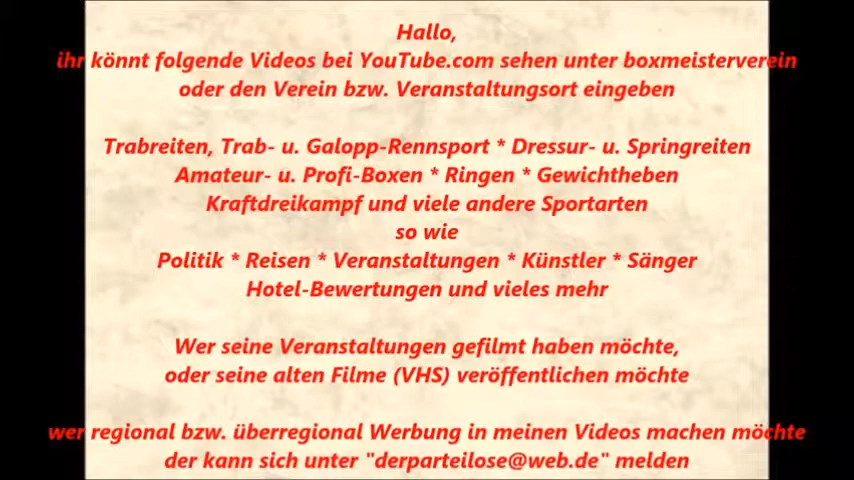 Hallo,
ihr könnt folgende Videos bei YouTube.com sehen unter boxmeisterverein
oder den Verein bzw. Veranstaltungsort eingeben
Trabreiten, Trab- u. Galopp-Rennsport * Dressur- u. Springreiten
Amateur- u. Profi-Boxen * Ringen * Gewichtheben
Kraftdreikampf und viele andere Sportarten
so wie
Politik * Reisen * Veranstaltungen * Künstler * Sänger
Hotel-Bewertungen und vieles mehr
Wer seine Veranstaltungen gefilmt haben möchte,
oder seine alten Filme (VHS) veröffentlichen möchte
wer regional bzw. überregional Werbung in meinen Videos machen möchte
der kann sich unter "derparteilose@web.de" melden